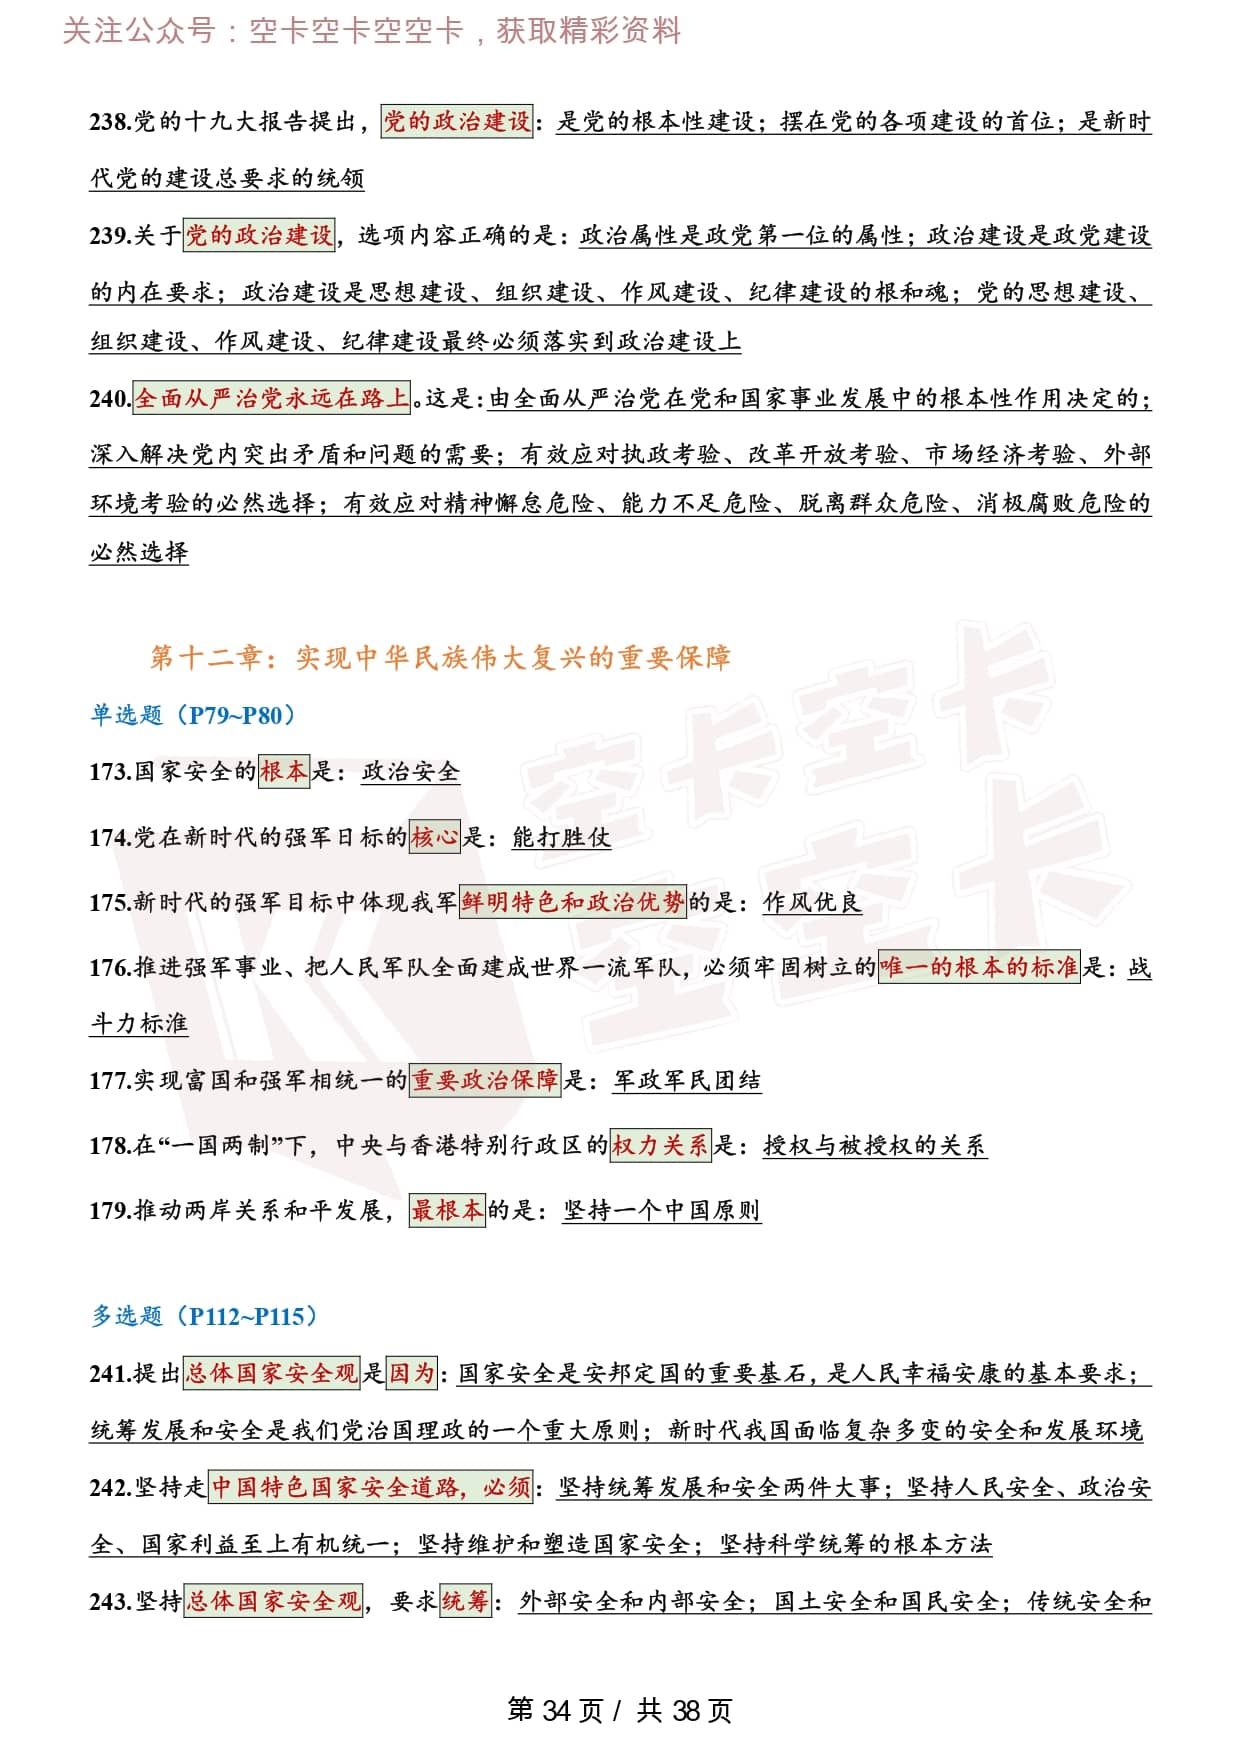 关注公众号：空卡空卡空空卡，获取精彩资料
238.党的十九大报告提出，党的政治建设：是党的根本性建设；摆在党的各项建设的首位；是新时
代党的建设总要求的统领
239.关于党的政治建设，选项内容正确的是：政治属性是政党第一位的属性；政治建设是政党建设
的内在要求；政治建设是思想建设、组织建设、作风建设、纪律建设的根和魂；党的思想建设、
组织建设、作风建设、纪律建设最终必须落实到政治建设上
240.全面从严治党永远在路上。这是：由全面从严治党在党和国家事业发展中的根本性作用决定的；
深入解决党内突出矛盾和问题的需要；有效应对执政考验、改革开放考验、市场经济考验、外部
环境考验的必然选择；有效应对精神懈怠危险、能力不足危险、脱离群众危险、消极腐败危险的
必然选择
第十二章：实现中华民族伟大复兴的重要保障
单选题（P79~P80）
173.国家安全的根本是：政治安全
174.党在新时代的强军目标的核心是：能打胜仗
175.新时代的强军目标中体现我军鲜明特色和政治优势的是：作风优良
176.推进强军事业、把人民军队全面建成世界一流军队，必须牢固树立的唯一的根本的标准是：战
斗力标准
177.实现富国和强军相统一的重要政治保障是：军政军民团结
178.在“一国两制”下，中央与香港特别行政区的权力关系是：授权与被授权的关系
179.推动两岸关系和平发展，最根本的是：坚持一个中国原则
多选题（P112~P115）
241.提出总体国家安全观是因为：国家安全是安邦定国的重要基石，是人民幸福安康的基本要求；
统筹发展和安全是我们党治国理政的一个重大原则；新时代我国面临复杂多变的安全和发展环境
242.坚持走中国特色国家安全道路，必须：坚持统筹发展和安全两件大事；坚持人民安全、政治安
全、国家利益至上有机统一；坚持维护和塑造国家安全；坚持科学统筹的根本方法
243.坚持总体国家安全观，要求统筹：外部安全和内部安全；国土安全和国民安全；传统安全和
空卡空卡
空空卡
第 34 页 / 共 38 页